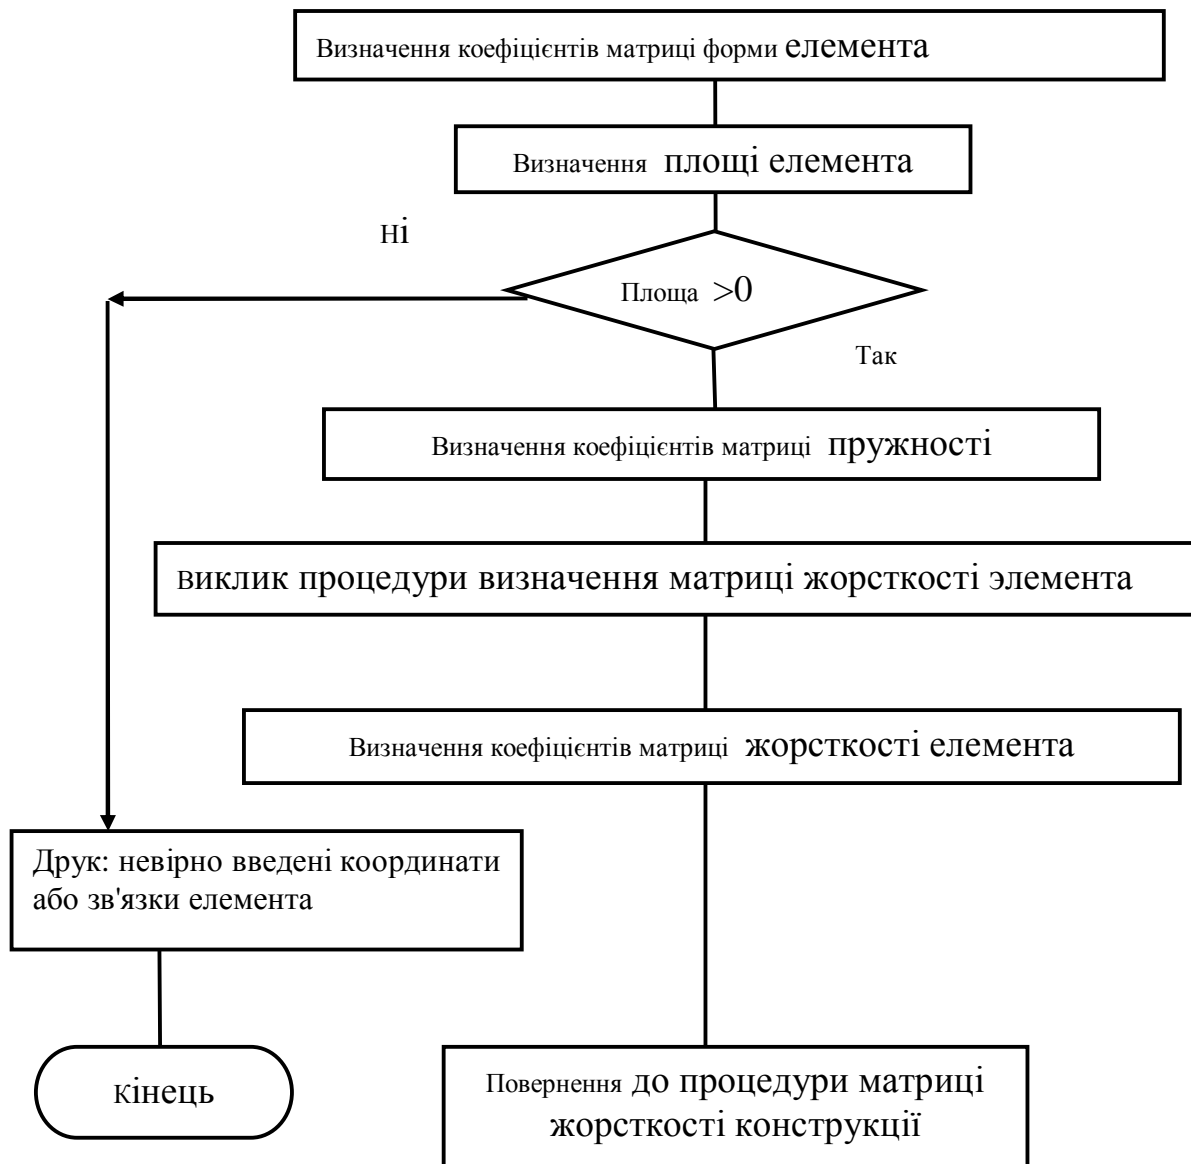 Визначення коефіцієнтів матриці форми елемента
Визначення площі елемента
Ні
Площа >0
Так
Визначення коефіцієнтів матриці пружності
Виклик процедури визначення матриці жорсткості элемента
Визначення коефіцієнтів матриці жорсткості елемента
Друк: невірно введені координати
або зв'язки елемента
Кінець
Повернення до процедури матриці
жорсткості конструкції